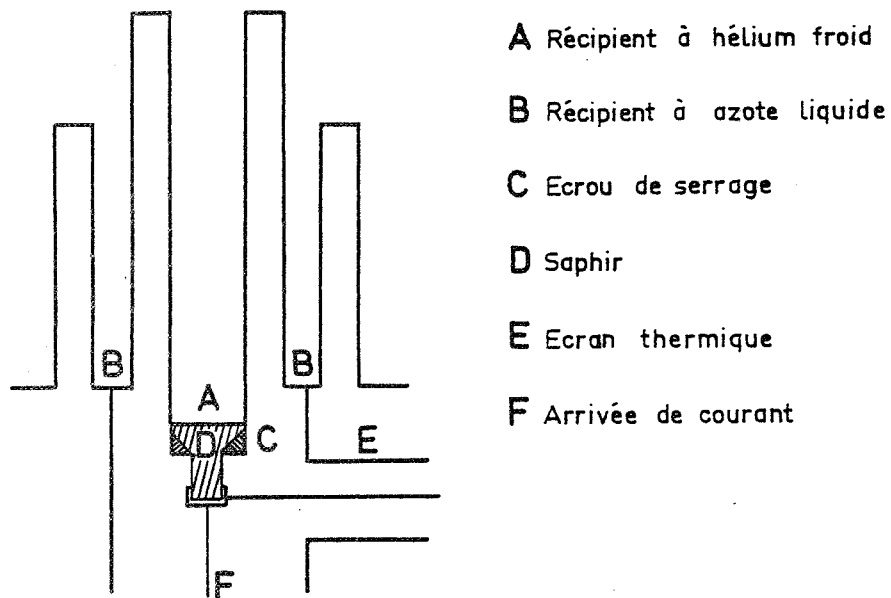 A Récipient à hélium froid
B Récipient à azote liquide
C Ecrou de serrage
D Saphir
E Ecran thermique
F Arrivée de courant
B
B
A
D
C
E
F